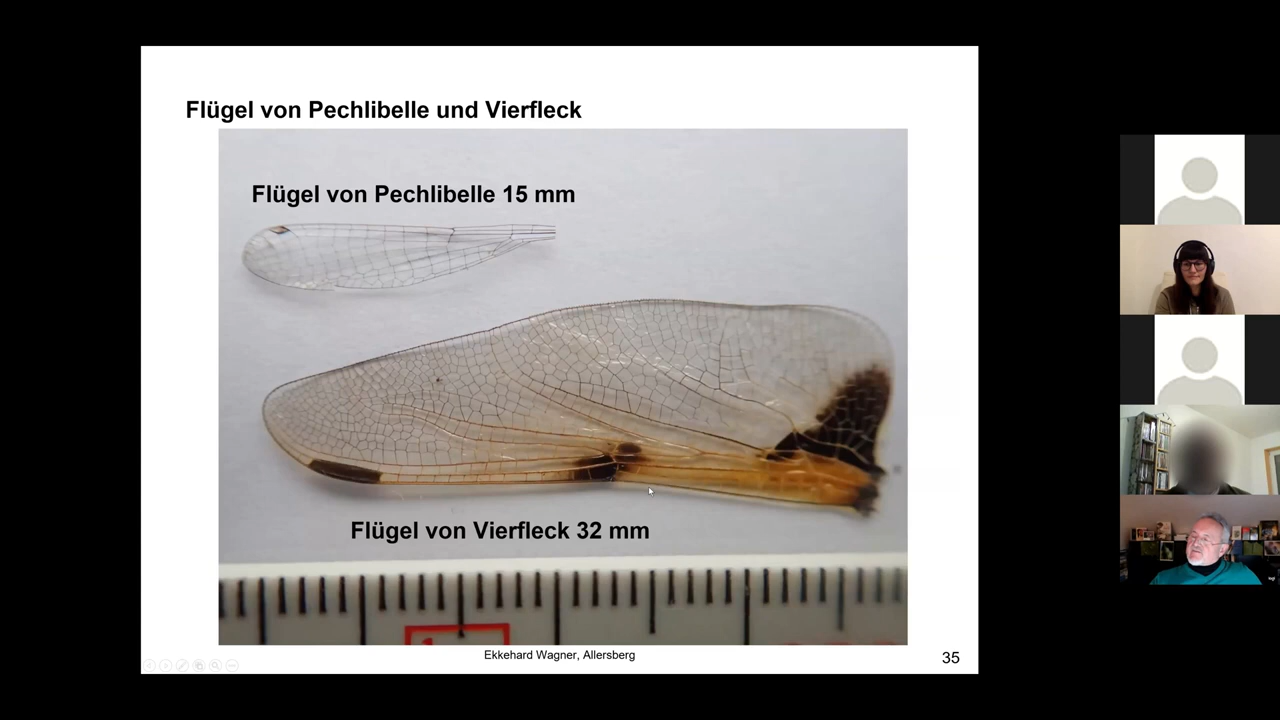 Flügel von Pechlibelle und Vierfleck
Flügel von Pechlibelle 15 mm
Flügel von Vierfleck 32 mm
Ekkehard Wagner, Allersberg
35